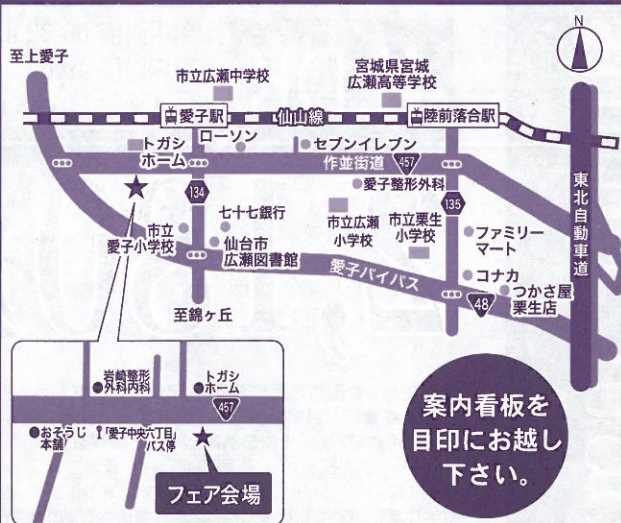 N
至上愛子
市立広瀬中学校
宮城県宮城
広瀬高等学校
愛子駅
仙山線
陸前落合駅
トガシ
ホーム
ローソン
セブンイレブン
作並街道
457
愛子整形外科
134
135
東北自動車道
七十七銀行
市立
愛子小学校
仙台市
広瀬図書館
市立広瀬
小学校
市立栗生
小学校
ファミリー
マート
愛子バイパス
コナカ
つかさ屋
栗生店
48
至錦ヶ丘
岩崎整形
外科内科
トガシ
ホーム
457
おそうじ
本舗
「愛子中央六丁目」
バス停
フェア会場
案内看板を
目印にお越し
下さい。